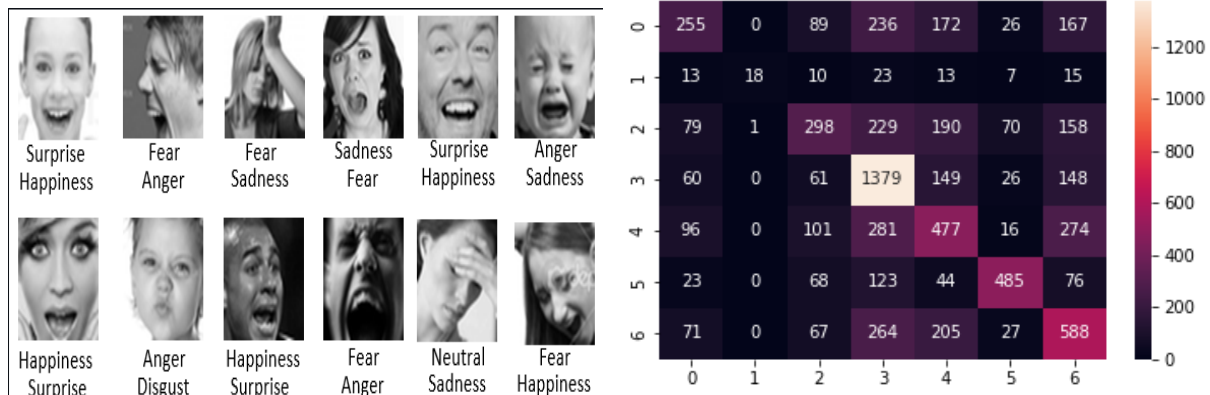 Surprise Fear Fear Sadness Surprise Anger
Happiness Anger Sadness Fear Happiness Sadness
Happiness Anger Happiness Fear Neutral Fear
Surprise Disgust Surprise Anger Sadness Happiness
0 255 0 89 236 172 26 167
1 13 18 10 23 13 7 15
2 79 1 298 229 190 70 158
3 60 0 61 1379 149 26 148
4 96 0 101 281 477 16 274
5 23 0 68 123 44 485 76
6 71 0 67 264 205 27 588
0 1 2 3 4 5 6
1200
1000
800
600
400
200
0